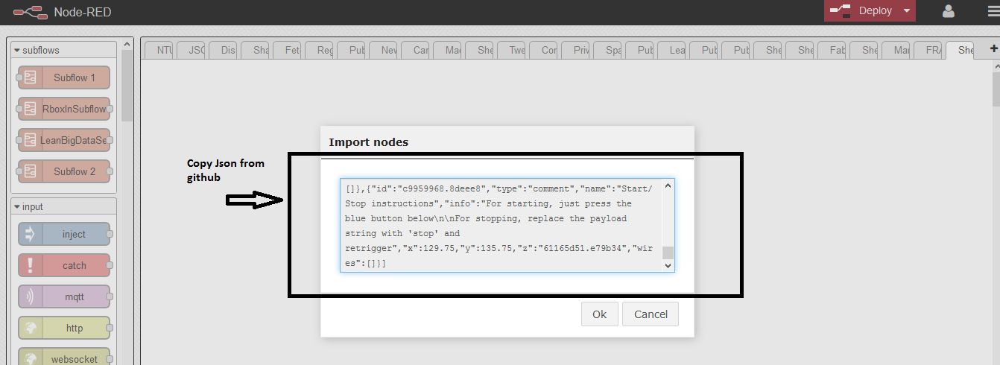 Node-RED
Deploy
subflows
Subflow 1
RboxInSubflow
LeanBigDataSe
Subflow 2
input
inject
catch
mqtt
http
websocket
NTU JSC Dis Sha Fet Reg Pub Nev Car Mac She Twe Cor Priv Spa Pub Lea Pub Pub She She Fab She Mar FRA She
Copy Json from
github
Import nodes
[]},{"id":"c9959968.8deee8","type":"comment","name":"Start/
Stop instructions","info":"For starting, just press the
blue button below\n\nFor stopping, replace the payload
string with 'stop' and
retrigger","x":129.75,"y":135.75,"z":"61165d51.e79b34","wir
es":[]}]
Ok
Cancel